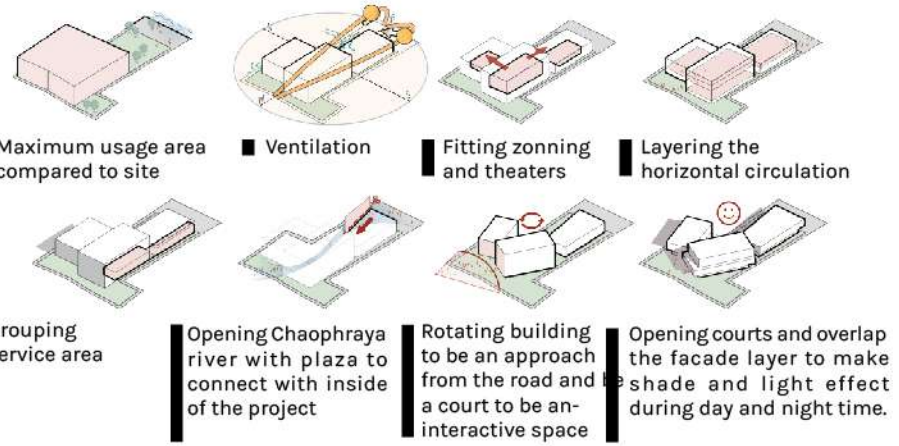 Maximum usage area
compared to site
Ventilation
Fitting zonning
and theaters
Layering the
horizontal circulation
rouping
ervice area
Opening Chaophraya
river with plaza to
connect with inside
of the project
Rotating building
to be an approach
from the road and be
a court to be an-
interactive space
Opening courts and overlap
the facade layer to make
shade and light effect
during day and night time.